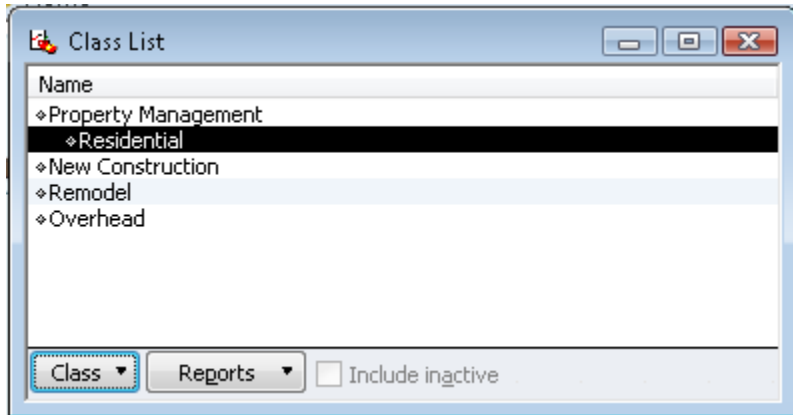 Class List
Name
Property Management
Residential
New Construction
Remodel
Overhead
Class Reports Include inactive